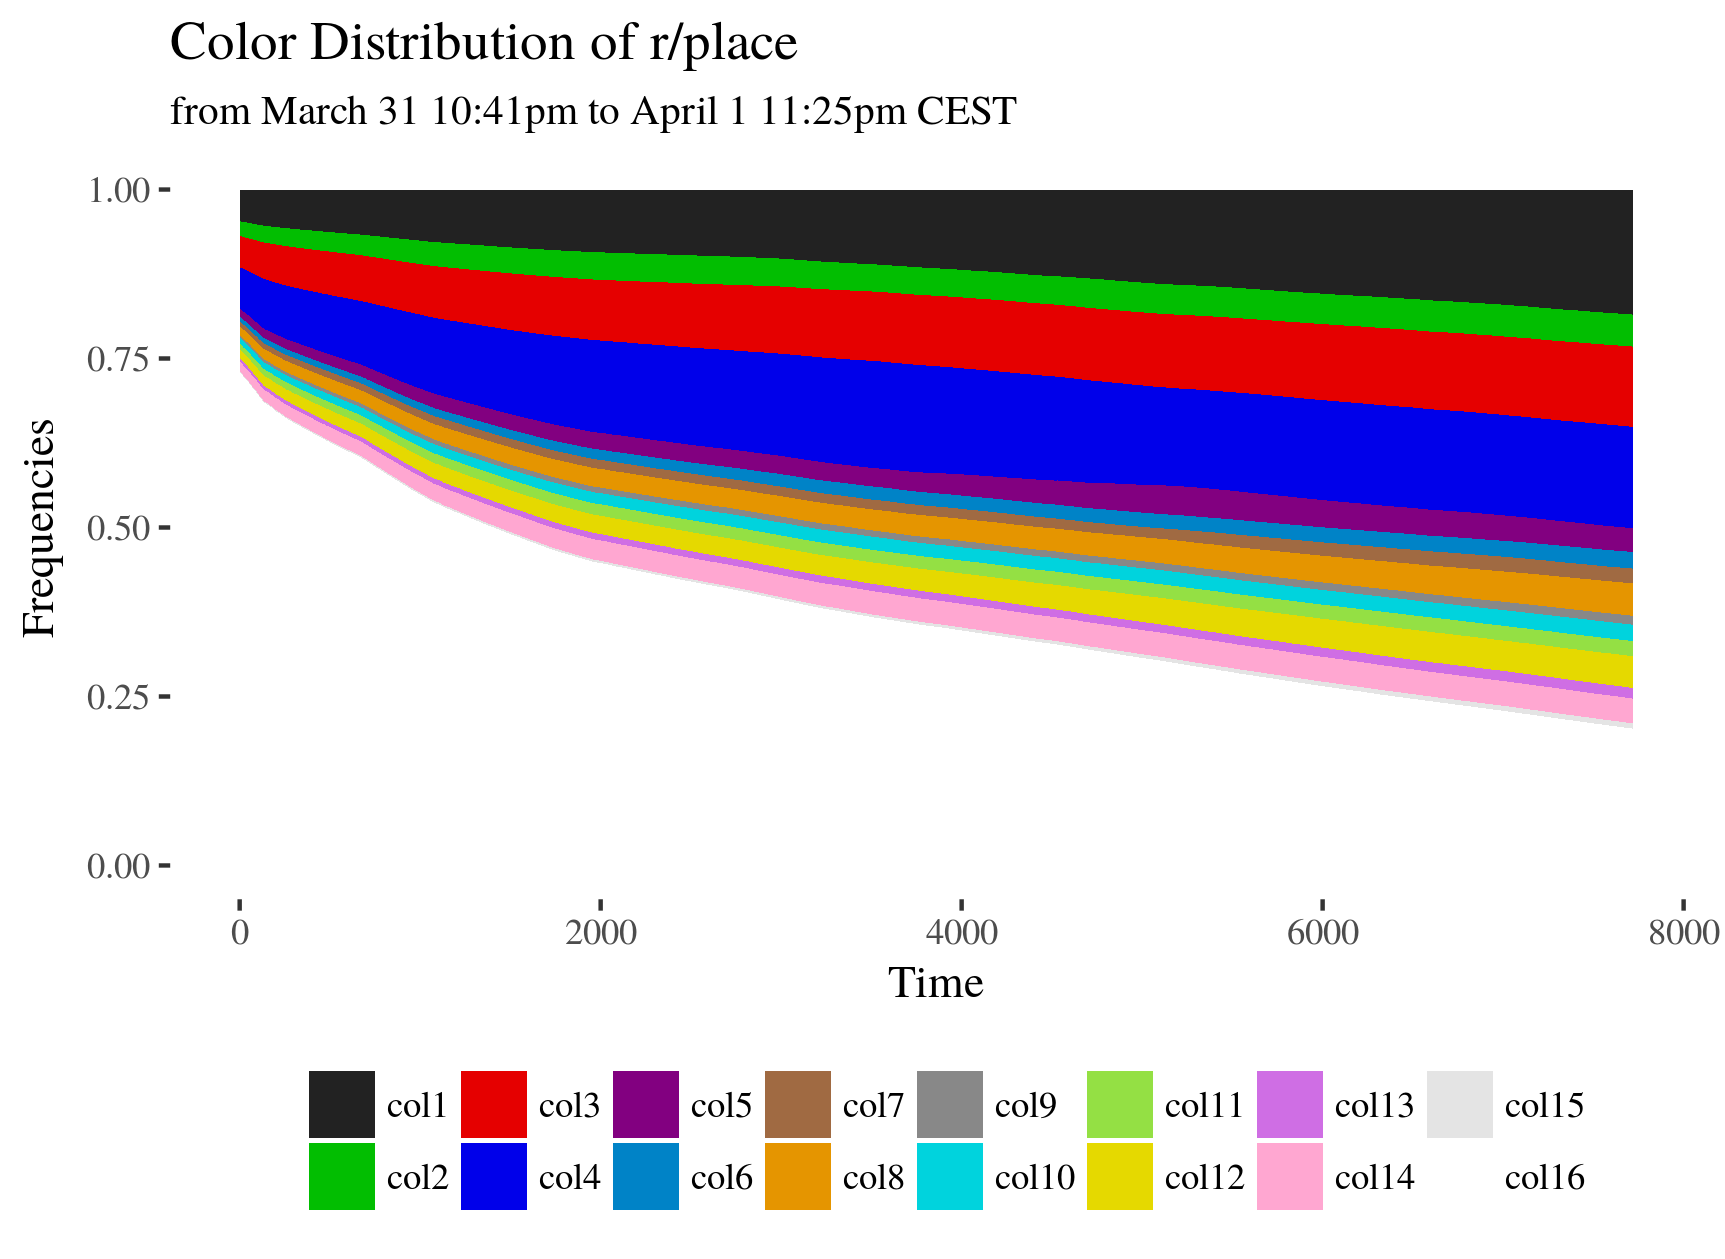 Color Distribution of r/place
from March 31 10:41pm to April 1 11:25pm CEST
1.00
0.75
0.50
0.25
0.00
Frequencies
0 2000 4000 6000 8000
Time
col1 col3 col5 col7 col9 col11 col13 col15
col2 col4 col6 col8 col10 col12 col14 col16